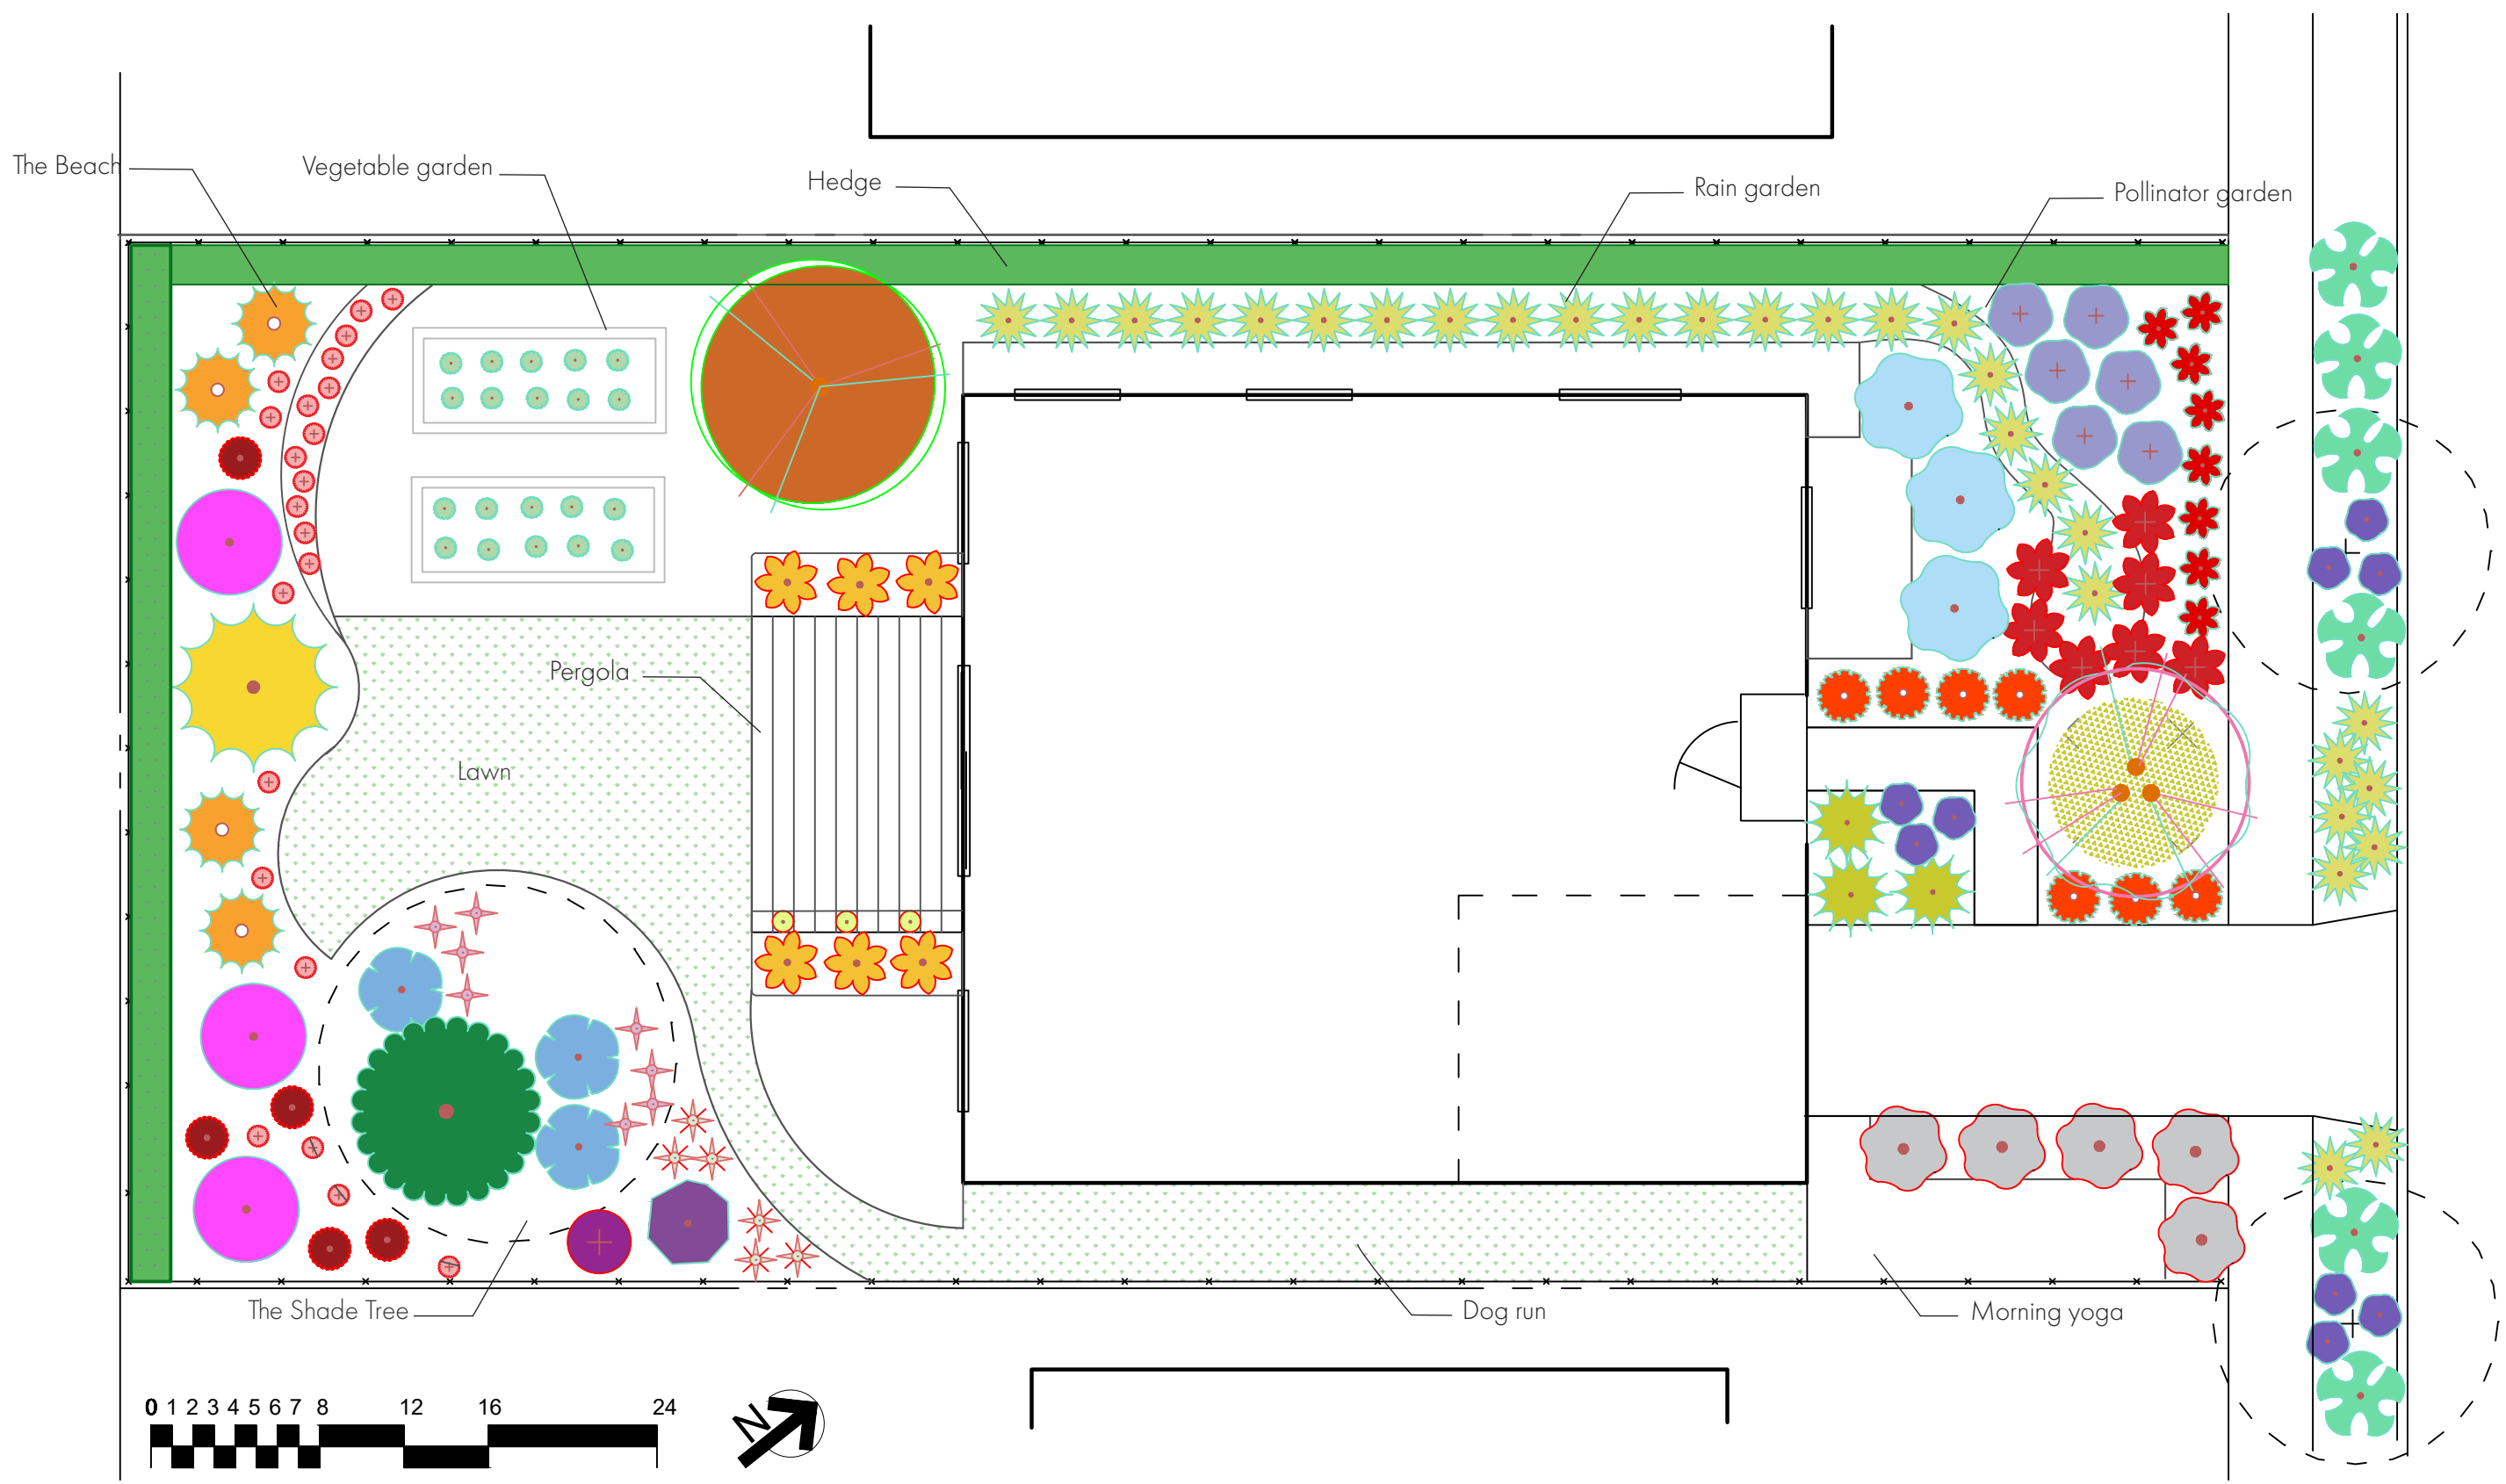 The Beach
Vegetable garden
Hedge
Rain garden
Pollinator garden
Pergola
Lawn
The Shade Tree
Dog run
Morning yoga
0 1 2 3 4 5 6 7 8 12 16 24
N